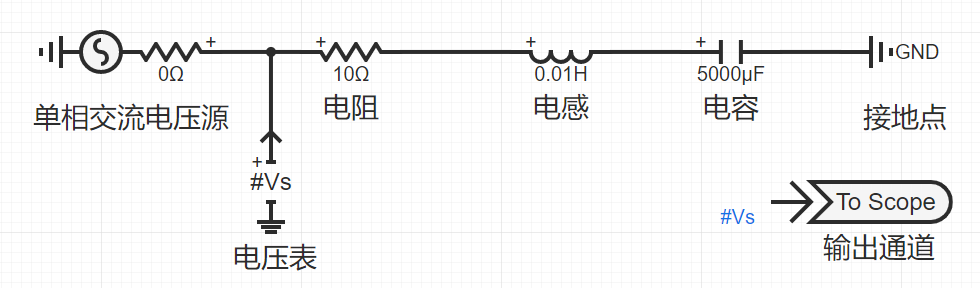 +
0Ω
单相交流电压源
+
10Ω
电阻
+
0.01H
电感
+
5000μF
电容
GND
接地点
+
#Vs
电压表
#Vs
To Scope
输出通道